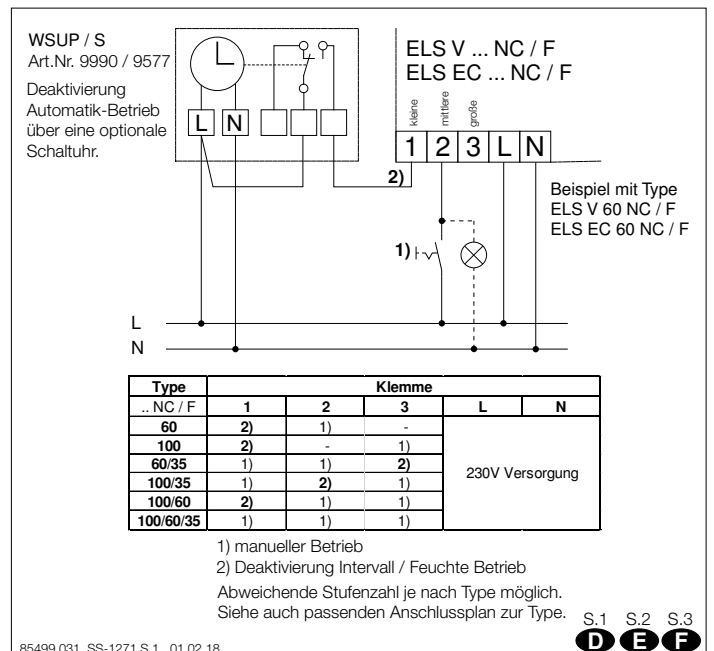 WSUP / S
Art.Nr. 9990 / 9577
Deaktivierung
Automatik-Betrieb
über eine optionale
Schaltuhr.
L N
ELS V ... NC / F
ELS EC ... NC / F
kleine mittlere große
1 2 3 L N
2)
Beispiel mit Type
ELS V 60 NC / F
ELS EC 60 NC / F
1)
L
N
Type Klemme
.. NC / F 1 2 3 L N
60 2) 1) -
100 2) - 1)
60/35 1) 1) 2)
230V Versorgung
100/35 1) 2) 1)
100/60 2) 1) 1)
100/60/35 1) 1) 1)
1) manueller Betrieb
2) Deaktivierung Intervall / Feuchte Betrieb
Abweichende Stufenzahl je nach Type möglich.
Siehe auch passenden Anschlussplan zur Type.
S.1 S.2 S.3
D E F
85499.031 SS-1271 S.1 01.02.18